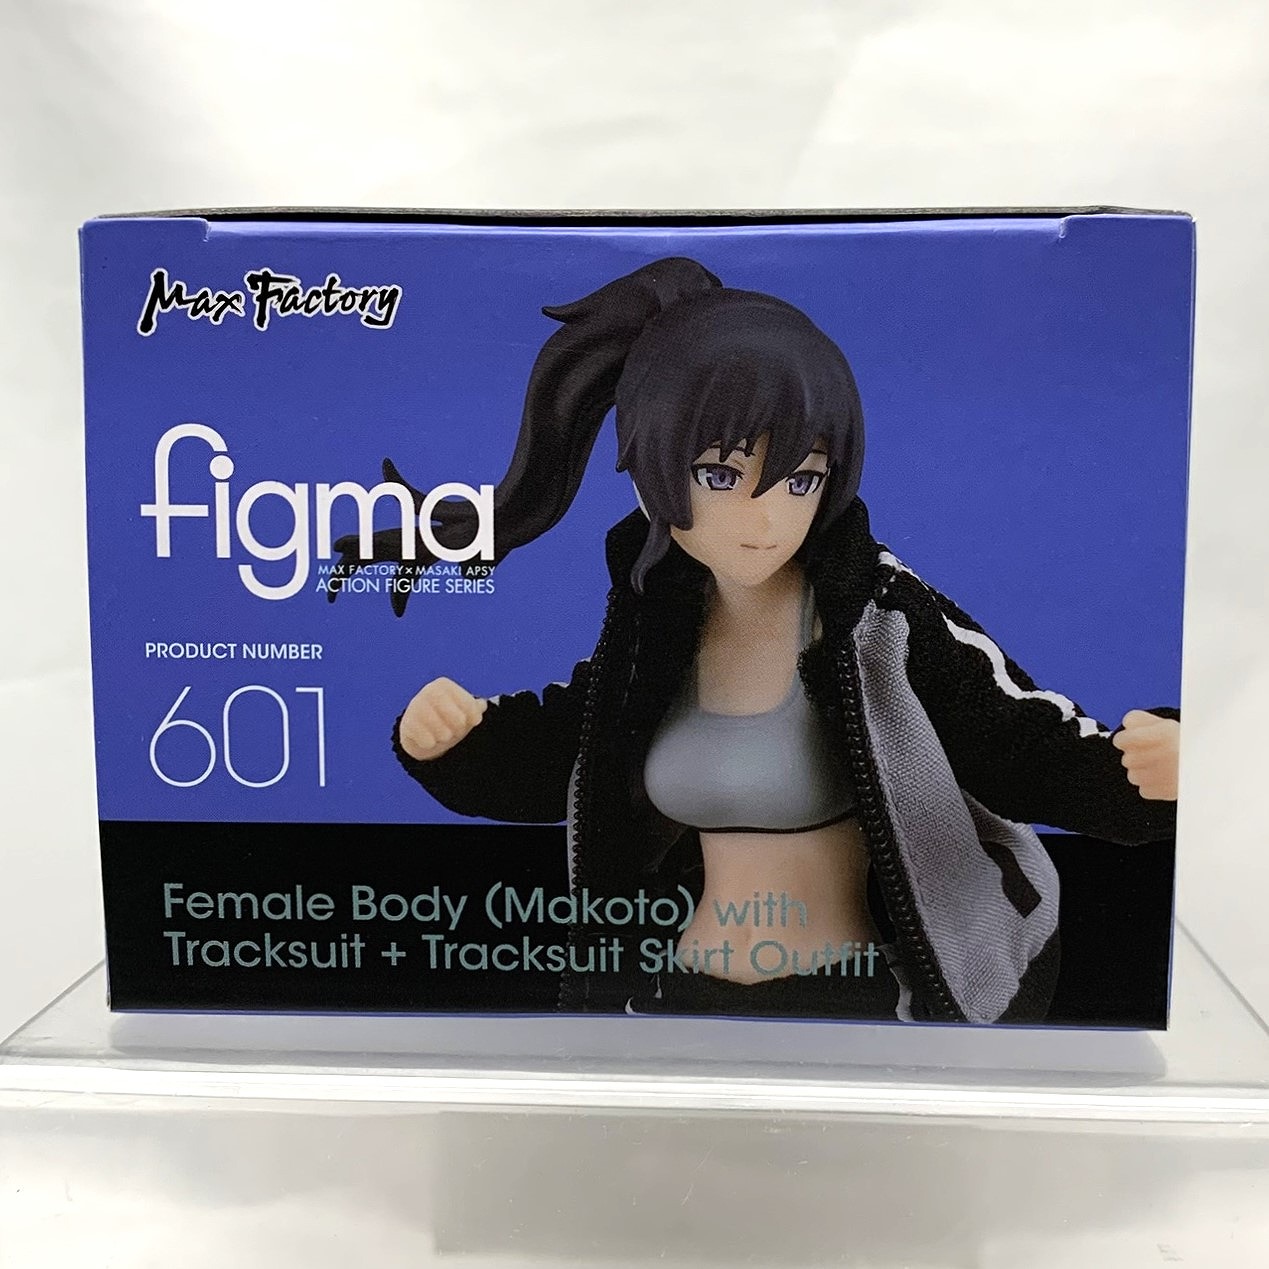 Max Factory
figma
MAX FACTORY × MASAKI APSY
ACTION FIGURE SERIES
PRODUCT NUMBER
601
Female Body (Makoto) with
Tracksuit + Tracksuit Skirt Outfit